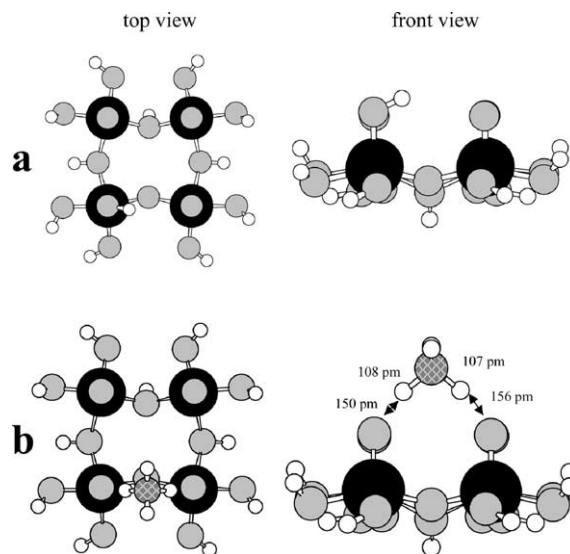 top view front view
a
b
108 pm 107 pm
150 pm 156 pm